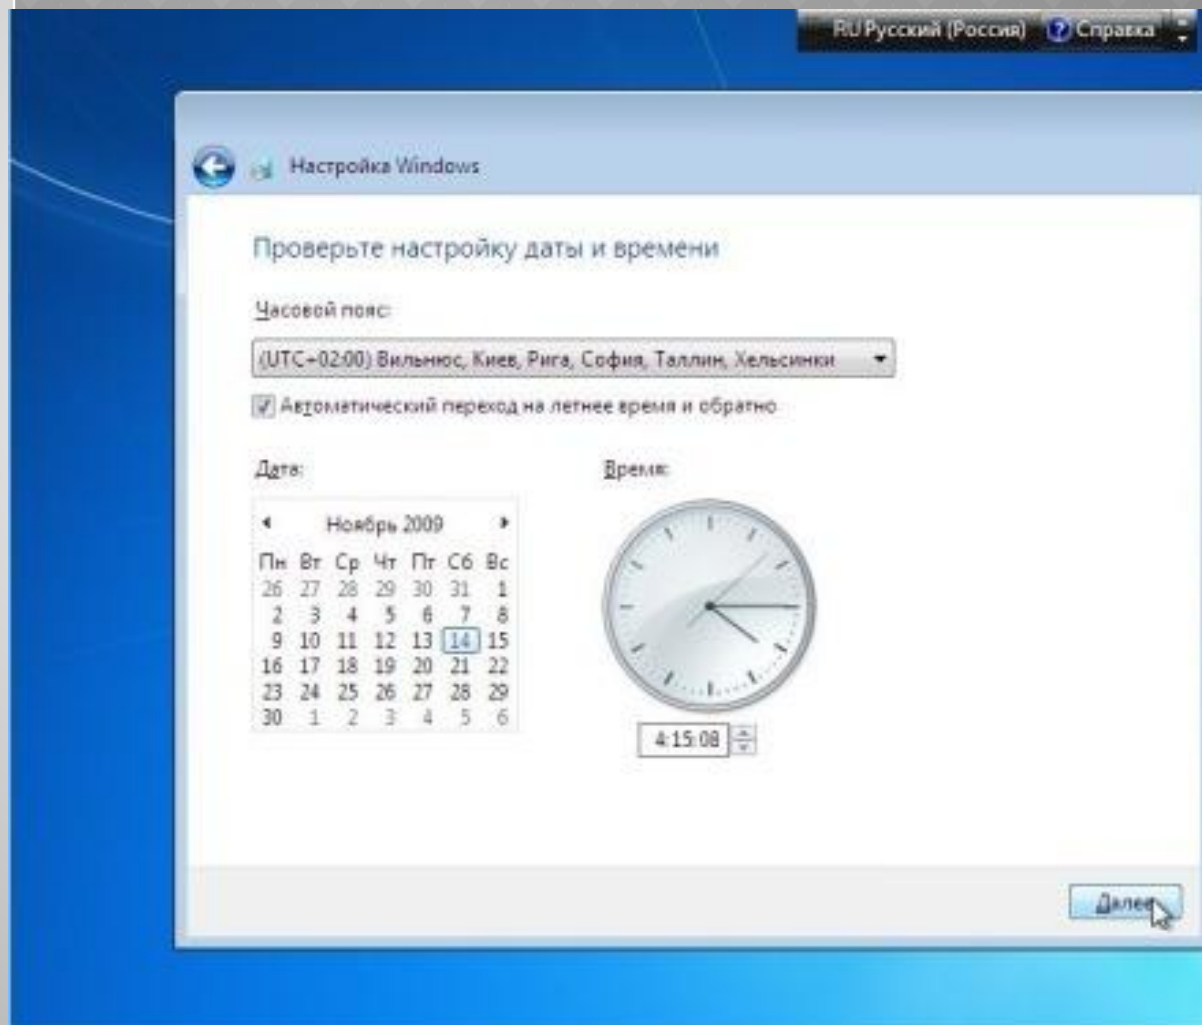 RU Русский (Россия) Справка
Настройка Windows
Проверьте настройку даты и времени
Часовой пояс:
(UTC+02:00) Вильнюс, Киев, Рига, София, Таллин, Хельсинки
Автоматический переход на летнее время и обратно
Дата:
Время:
Ноябрь 2009
Пн Вт Ср Чт Пт Сб Вс
26 27 28 29 30 31 1
2 3 4 5 6 7 8
9 10 11 12 13 14 15
16 17 18 19 20 21 22
23 24 25 26 27 28 29
30 1 2 3 4 5 6
4:15:08
Далее